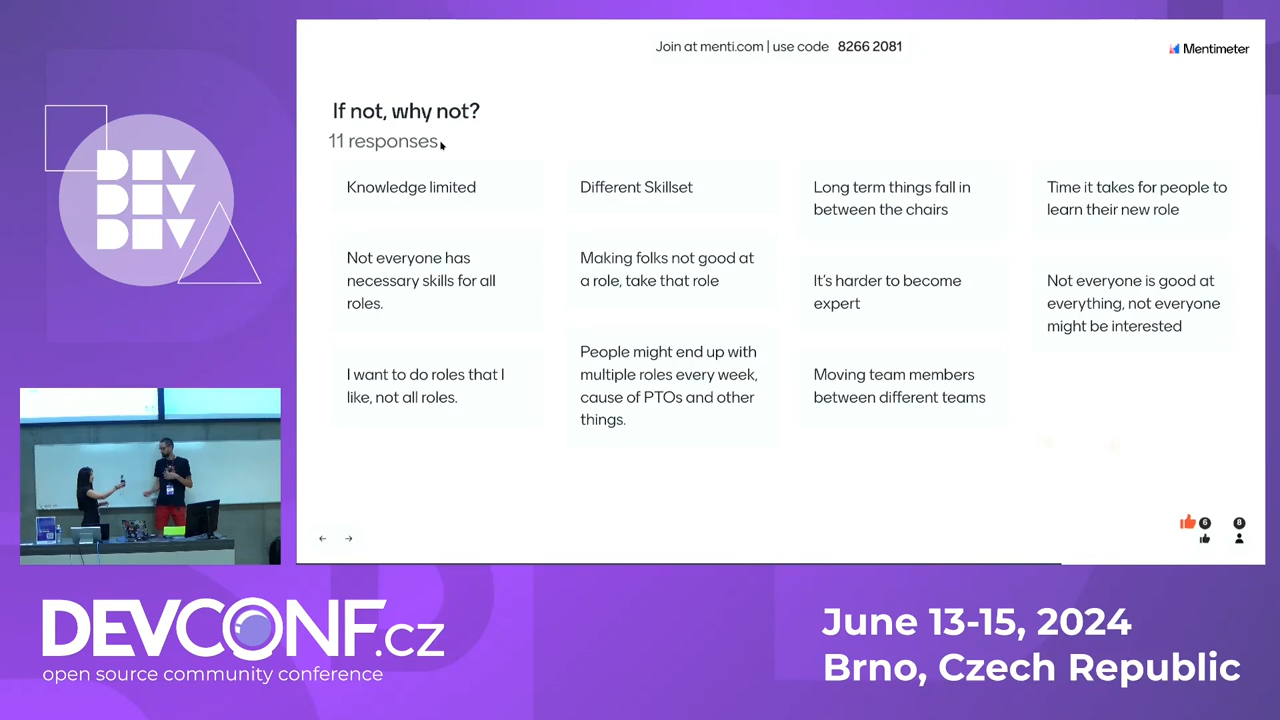 Join at menti.com | use code 8266 2081
Mentimeter
If not, why not?
11 responses
Knowledge limited
Not everyone has
necessary skills for all
roles.
I want to do roles that I
like, not all roles.
Different Skillset
Making folks not good at
a role, take that role
People might end up with
multiple roles every week,
cause of PTOs and other
things.
Long term things fall in
between the chairs
It's harder to become
expert
Moving team members
between different teams
Time it takes for people to
learn their new role
Not everyone is good at
everything, not everyone
might be interested
6
8
DEV
DEV
DEV
DEVCONF.cz
open source community conference
June 13-15, 2024
Brno, Czech Republic